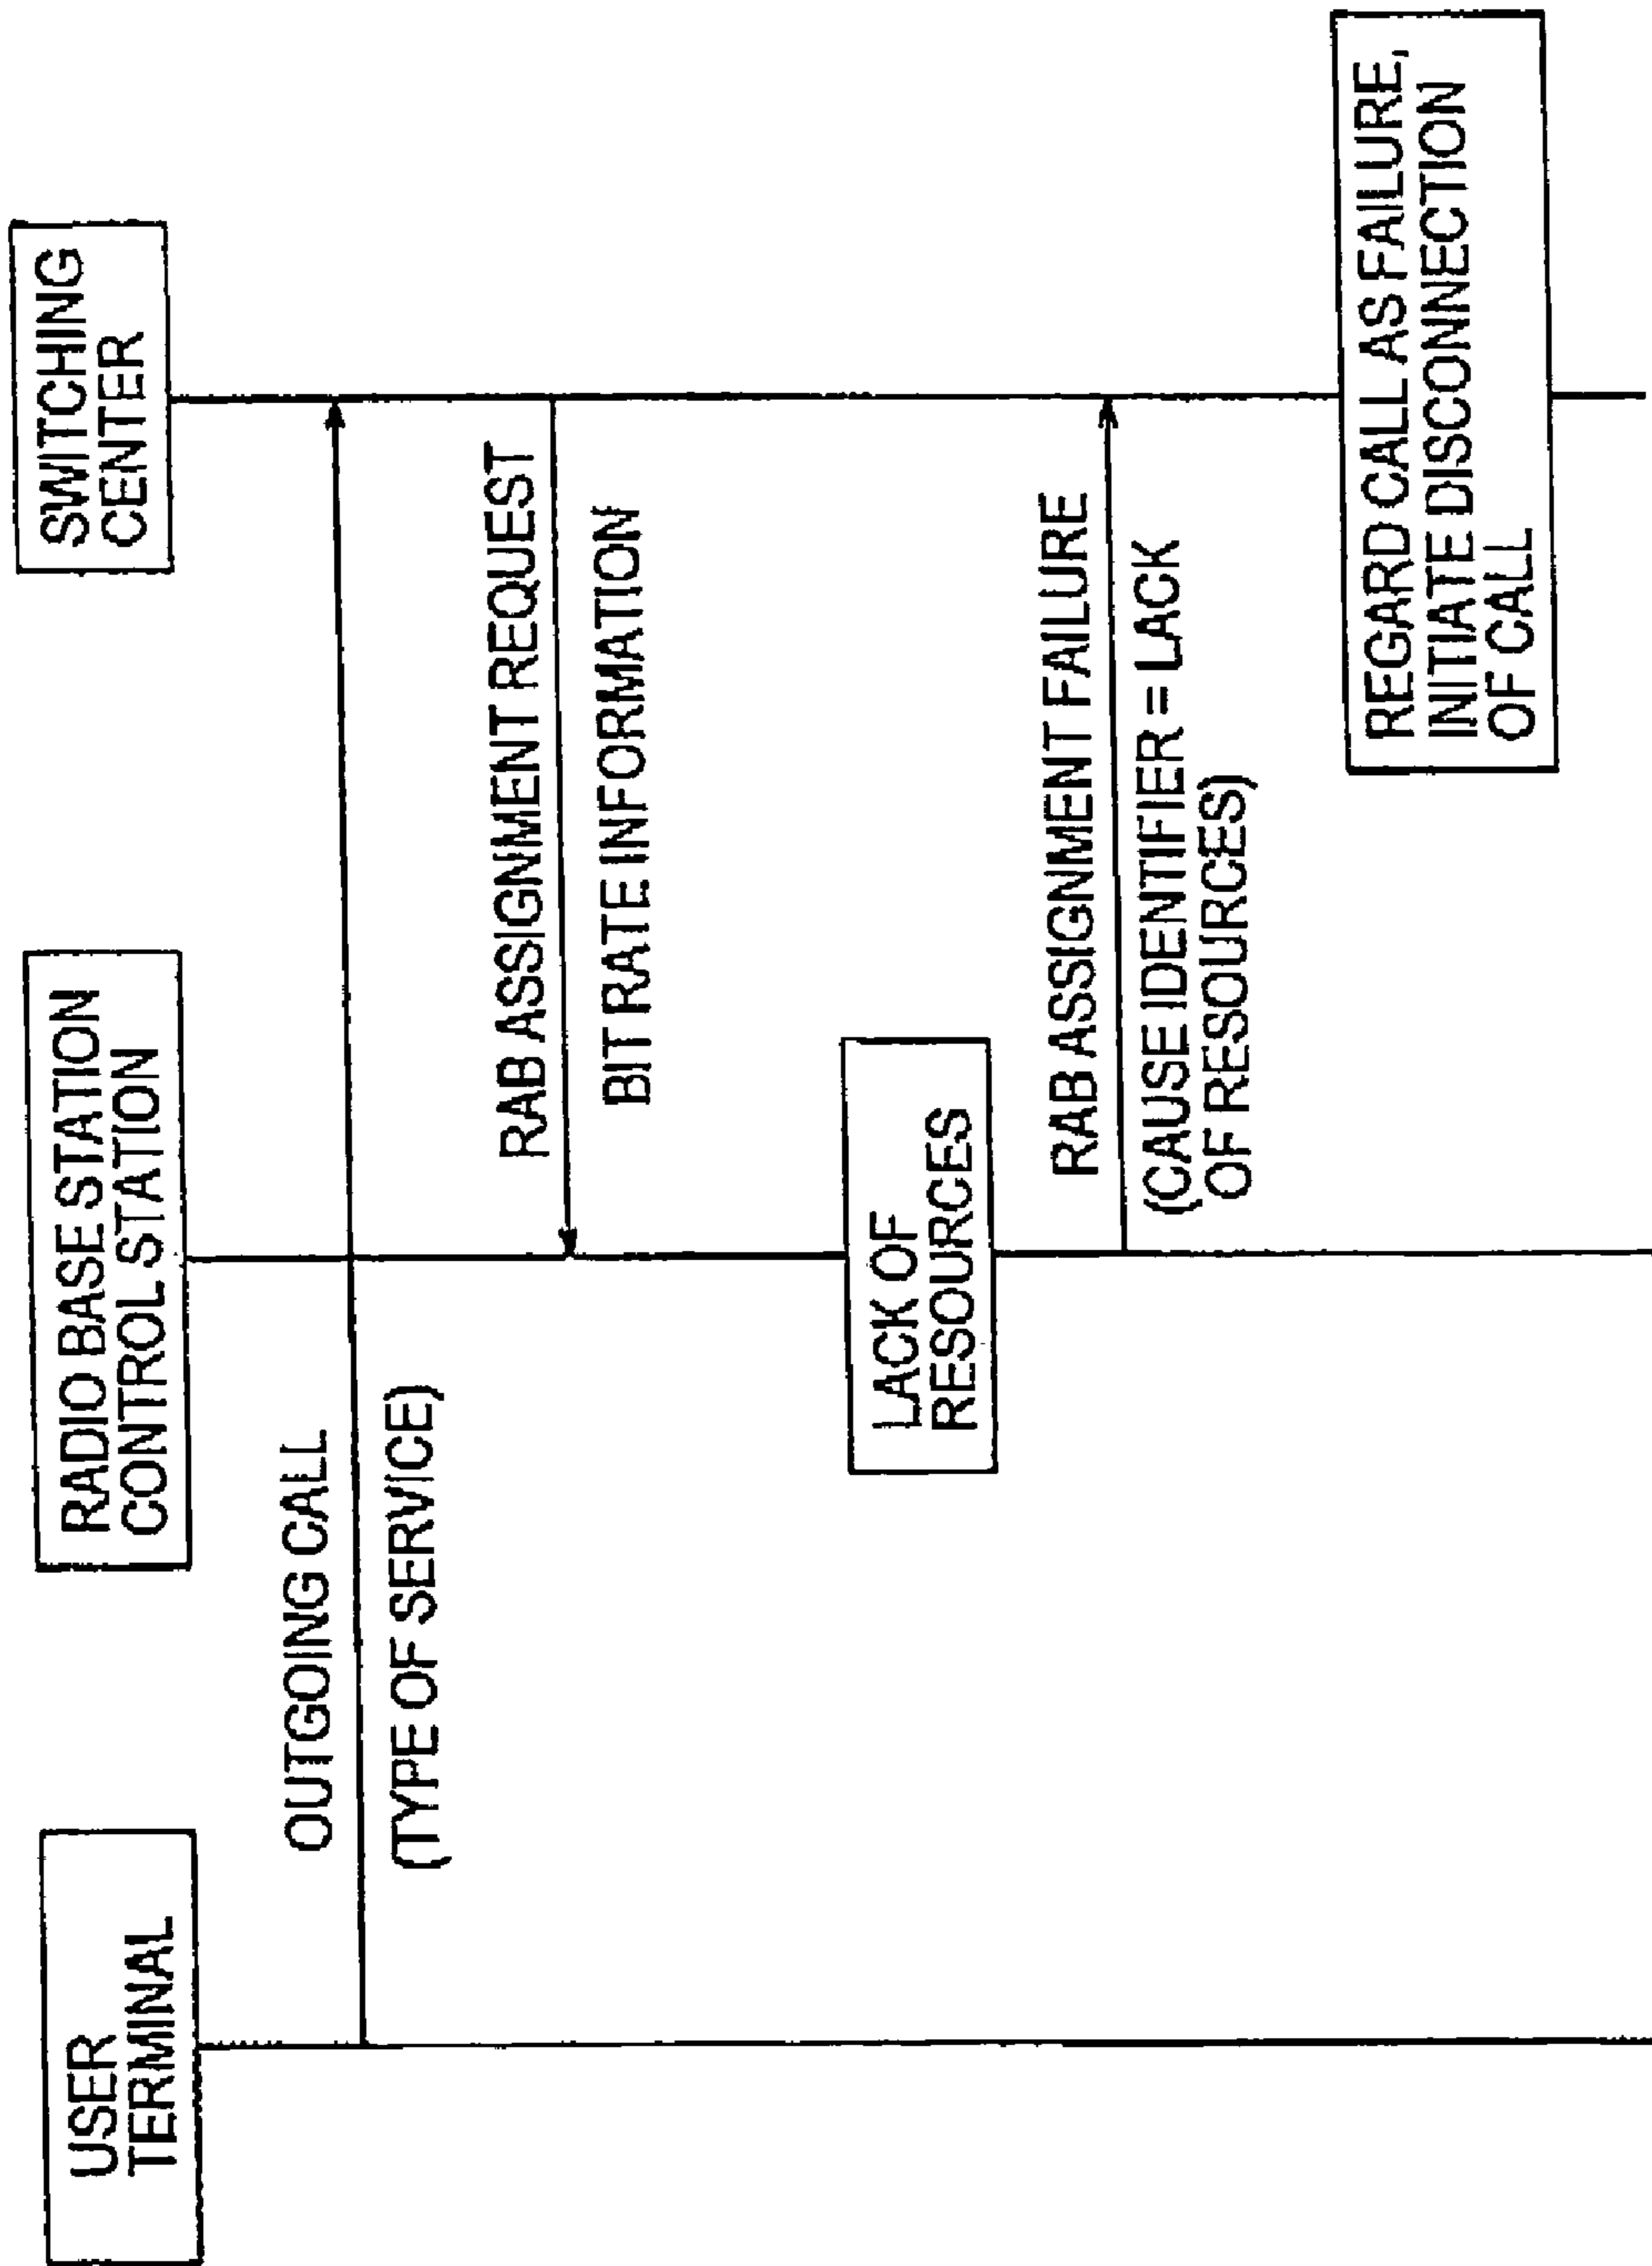 USER
TERMINAL
RADIO BASE STATION
CONTROL STATION
SWITCHING
CENTER
OUTGOING CALL
(TYPE OF SERVICE)
RAB ASSIGNMENT REQUEST
BIT RATE INFORMATION
LACK OF
RESOURCES
RAB ASSIGNMENT FAILURE
(CAUSE IDENTIFIER = LACK
OF RESOURCES)
REGARD CALL AS FAILURE,
INITIATE DISCONNECTION
OF CALL